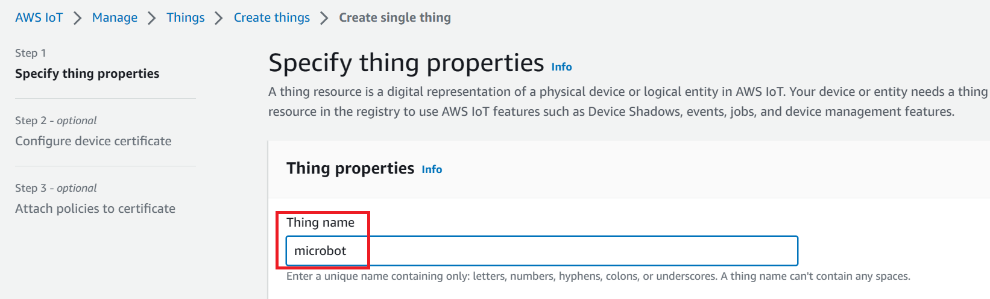 AWS IoT > Manage > Things > Create things > Create single thing
Step 1
Specify thing properties
Step 2 - optional
Configure device certificate
Step 3 - optional
Attach policies to certificate
Specify thing properties Info
A thing resource is a digital representation of a physical device or logical entity in AWS IoT. Your device or entity needs a thing
resource in the registry to use AWS IoT features such as Device Shadows, events, jobs, and device management features.
Thing properties Info
Thing name
microbot
Enter a unique name containing only: letters, numbers, hyphens, colons, or underscores. A thing name can't contain any spaces.